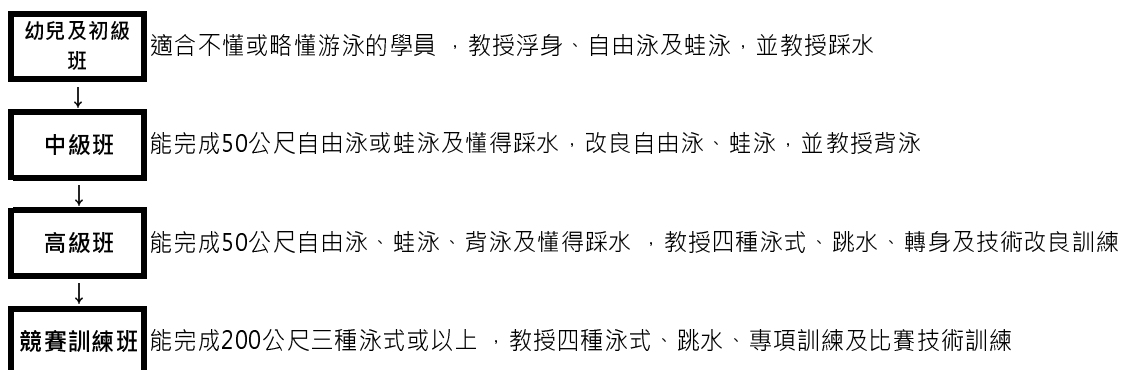 幼兒及初級
班
適合不懂或略懂游泳的學員 ，教授浮身、自由泳及蛙泳，並教授踩水
↓
中級班
能完成50公尺自由泳或蛙泳及懂得踩水，改良自由泳、蛙泳，並教授背泳
↓
高級班
能完成50公尺自由泳、蛙泳、背泳及懂得踩水 ，教授四種泳式、跳水、轉身及技術改良訓練
↓
競賽訓練班
能完成200公尺三種泳式或以上 ，教授四種泳式、跳水、專項訓練及比賽技術訓練